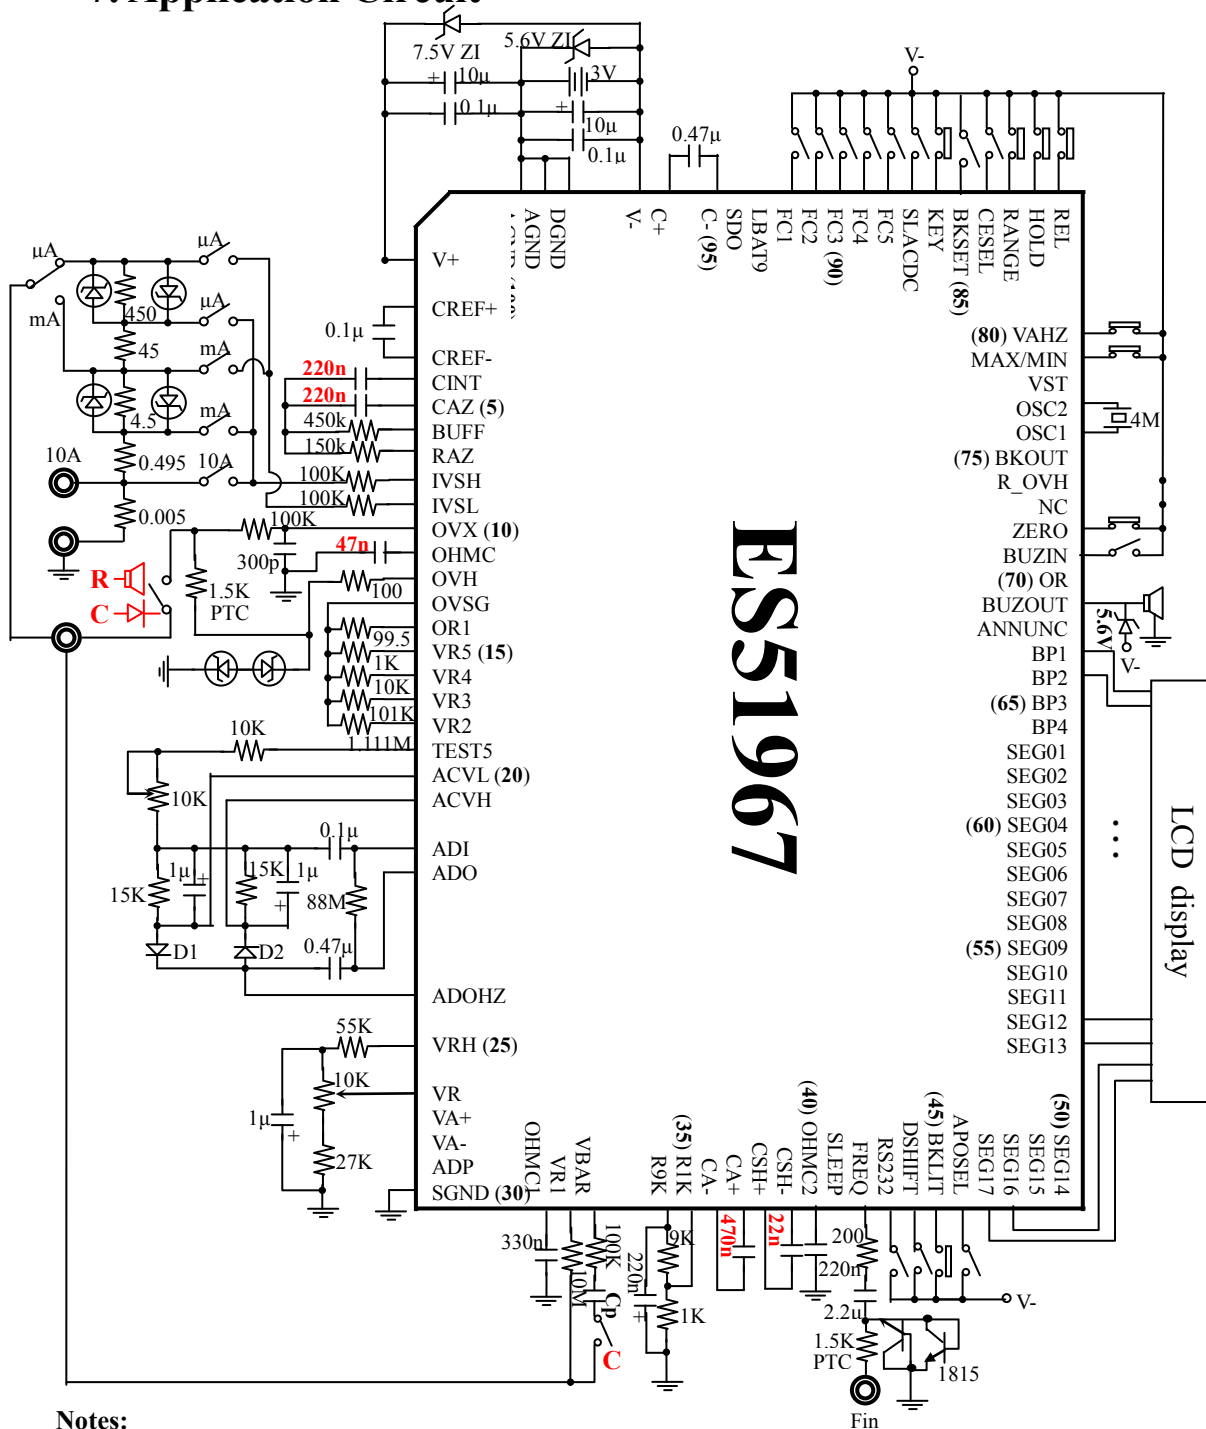 7. Application Circuit
7.5V ZI
5.6V ZI
10μ
3V
0.1μ
10μ
0.1μ
0.47μ
V-
AGND
DGND
V-
C+
C- (95)
SDO
LBAT9
FC1
FC2
FC3 (90)
FC4
FC5
SLACDC
KEY
BKSET (85)
CESEL
RANGE
HOLD
REL
μA
μA
μA
mA
mA
mA
10A
10A
450
45
4.5
0.495
0.005
V+
CREF+
0.1μ
CREF-
220n
CINT
220n
CAZ (5)
450k
BUFF
150k
RAZ
100K
IVSH
100K
IVSL
100K
OVX (10)
47n
OHMC
300p
OVH
100
OVSG
OR1
99.5
VR5 (15)
1K
VR4
10K
VR3
101K
VR2
1.111M
TEST5
R
C
1.5K
PTC
10K
10K
ACVL (20)
ACVH
0.1μ
ADI
ADO
1μ
15K
15K
1μ
88M
D1
D2
0.47μ
ADOHZ
55K
VRH (25)
10K
VR
1μ
VA+
VA-
27K
ADP
SGND (30)
ES51967
(80) VAHZ
MAX/MIN
VST
OSC2
4M
OSC1
(75) BKOUT
R_OVH
NC
ZERO
BUZIN
(70) OR
BUZOUT
ANNUNC
5.6V
V-
BP1
BP2
(65) BP3
BP4
SEG01
SEG02
SEG03
(60) SEG04
SEG05
SEG06
SEG07
SEG08
(55) SEG09
SEG10
SEG11
SEG12
SEG13
LCD display
OHMC1
VR1
VBAR
R9K
(35) R1K
CA-
CA+
CSH+
CSH-
(40) OHMC2
SLEEP
FREQ
RS232
DSHIFT
(45) BKLIT
APOSEL
SEG17
SEG16
SEG15
(50) SEG14
330n
10M
100K
Cp
C
220n
9K
1K
470n
22n
220n
200
2.2μ
1.5K
PTC
1815
V-
Fin
Notes: